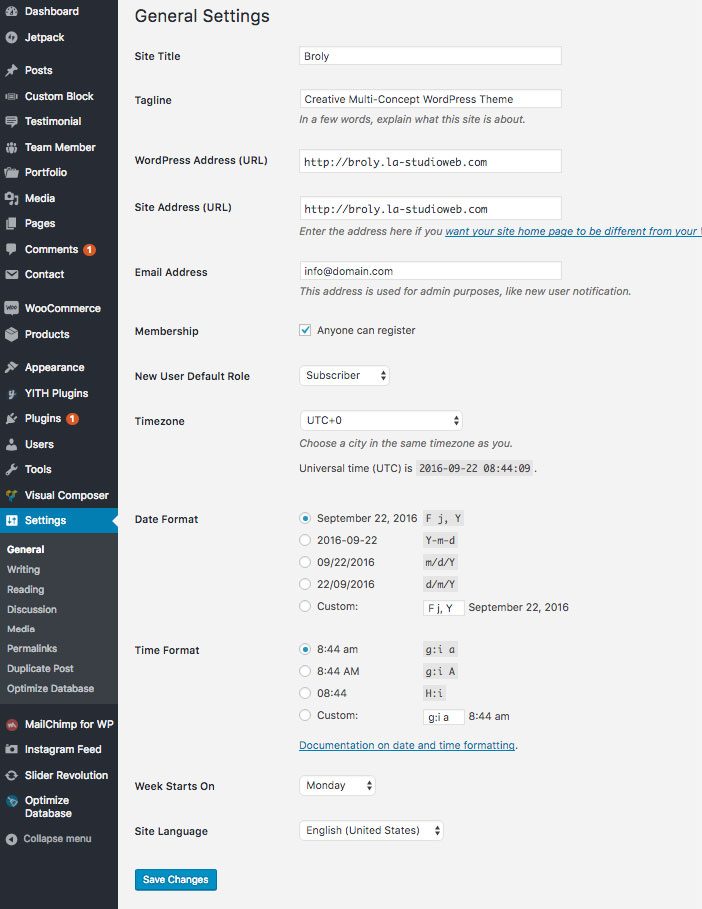 Dashboard
Jetpack
Posts
Custom Block
Testimonial
Team Member
Portfolio
Media
Pages
Comments 1
Contact
WooCommerce
Products
Appearance
YITH Plugins
Plugins 1
Users
Tools
Visual Composer
Settings
General
Writing
Reading
Discussion
Media
Permalinks
Duplicate Post
Optimize Database
MailChimp for WP
Instagram Feed
Slider Revolution
Optimize
Database
Collapse menu
General Settings
Site Title Broly
Tagline Creative Multi-Concept WordPress Theme
In a few words, explain what this site is about.
WordPress Address (URL) http://broly.la-studioweb.com
Site Address (URL) http://broly.la-studioweb.com
Enter the address here if you want your site home page to be different from your
Email Address info@domain.com
This address is used for admin purposes, like new user notification.
Membership Anyone can register
New User Default Role Subscriber
Timezone UTC+0
Choose a city in the same timezone as you.
Universal time (UTC) is 2016-09-22 08:44:09 .
Date Format September 22, 2016 F j, Y
2016-09-22 Y-m-d
09/22/2016 m/d/Y
22/09/2016 d/m/Y
Custom: F j, Y September 22, 2016
Time Format 8:44 am g:i a
8:44 AM g:i A
08:44 H:i
Custom: g:i a 8:44 am
Documentation on date and time formatting.
Week Starts On Monday
Site Language English (United States)
Save Changes